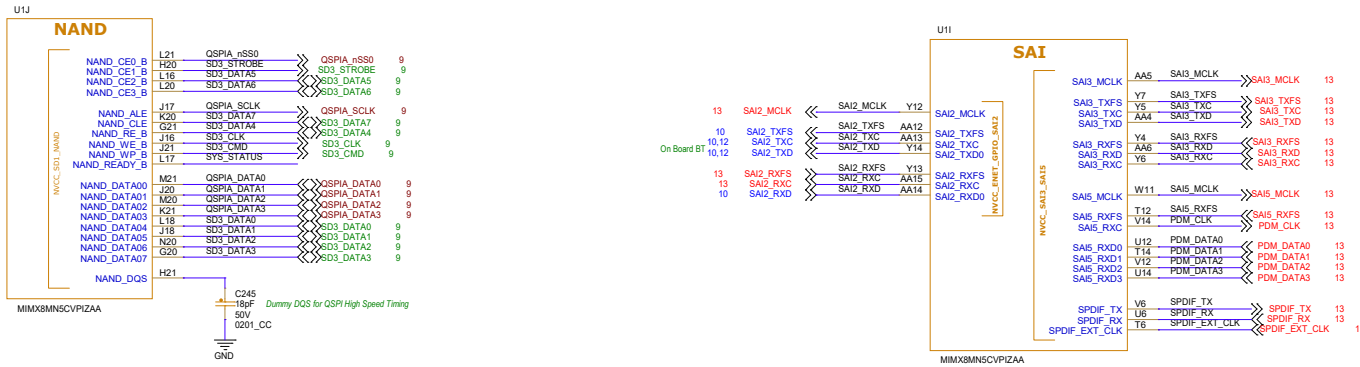 U1J
NAND
NVCC_SD1_NAND
NAND_CE0_B L21 QSPIA_nSS0 QSPIA_nSS0 9
NAND_CE1_B H20 SD3_STROBE SD3_STROBE 9
NAND_CE2_B L16 SD3_DATA5 SD3_DATA5 9
NAND_CE3_B L20 SD3_DATA6 SD3_DATA6 9
NAND_ALE J17 QSPIA_SCLK QSPIA_SCLK 9
NAND_CLE K20 SD3_DATA7 SD3_DATA7 9
NAND_RE_B G21 SD3_DATA4 SD3_DATA4 9
NAND_WE_B J16 SD3_CLK SD3_CLK 9
NAND_WP_B J21 SD3_CMD SD3_CMD 9
NAND_READY_B L17 SYS_STATUS
NAND_DATA00 M21 QSPIA_DATA0 QSPIA_DATA0 9
NAND_DATA01 J20 QSPIA_DATA1 QSPIA_DATA1 9
NAND_DATA02 M20 QSPIA_DATA2 QSPIA_DATA2 9
NAND_DATA03 K21 QSPIA_DATA3 QSPIA_DATA3 9
NAND_DATA04 L18 SD3_DATA0 SD3_DATA0 9
NAND_DATA05 J18 SD3_DATA1 SD3_DATA1 9
NAND_DATA06 N20 SD3_DATA2 SD3_DATA2 9
NAND_DATA07 G20 SD3_DATA3 SD3_DATA3 9
NAND_DQS H21
C245
18pF Dummy DQS for QSPI High Speed Timing
50V
0201_CC
GND
MIMX8MN5CVPIZAA
U1I
SAI
NVCC_ENET_GPIO_SAI2
NVCC_SAI3_SAI5
13 SAI2_MCLK SAI2_MCLK Y12 SAI2_MCLK
10 SAI2_TXFS SAI2_TXFS AA12 SAI2_TXFS
10,12 SAI2_TXC SAI2_TXC AA13 SAI2_TXC
On Board BT 10,12 SAI2_TXD SAI2_TXD Y14 SAI2_TXD0
13 SAI2_RXFS SAI2_RXFS Y13 SAI2_RXFS
13 SAI2_RXC SAI2_RXC AA15 SAI2_RXC
10 SAI2_RXD SAI2_RXD AA14 SAI2_RXD0
SAI3_MCLK AA5 SAI3_MCLK SAI3_MCLK 13
SAI3_TXFS Y7 SAI3_TXFS SAI3_TXFS 13
SAI3_TXC Y5 SAI3_TXC SAI3_TXC 13
SAI3_TXD AA4 SAI3_TXD SAI3_TXD 13
SAI3_RXFS Y4 SAI3_RXFS SAI3_RXFS 13
SAI3_RXD AA6 SAI3_RXD SAI3_RXD 13
SAI3_RXC Y6 SAI3_RXC SAI3_RXC 13
SAI5_MCLK W11 SAI5_MCLK SAI5_MCLK 13
SAI5_RXFS T12 SAI5_RXFS SAI5_RXFS 13
SAI5_RXC V14 PDM_CLK PDM_CLK 13
SAI5_RXD0 U12 PDM_DATA0 PDM_DATA0 13
SAI5_RXD1 T14 PDM_DATA1 PDM_DATA1 13
SAI5_RXD2 V12 PDM_DATA2 PDM_DATA2 13
SAI5_RXD3 U14 PDM_DATA3 PDM_DATA3 13
SPDIF_TX V6 SPDIF_TX SPDIF_TX 13
SPDIF_RX U6 SPDIF_RX SPDIF_RX 13
SPDIF_EXT_CLK T6 SPDIF_EXT_CLK SPDIF_EXT_CLK 1
MIMX8MN5CVPIZAA